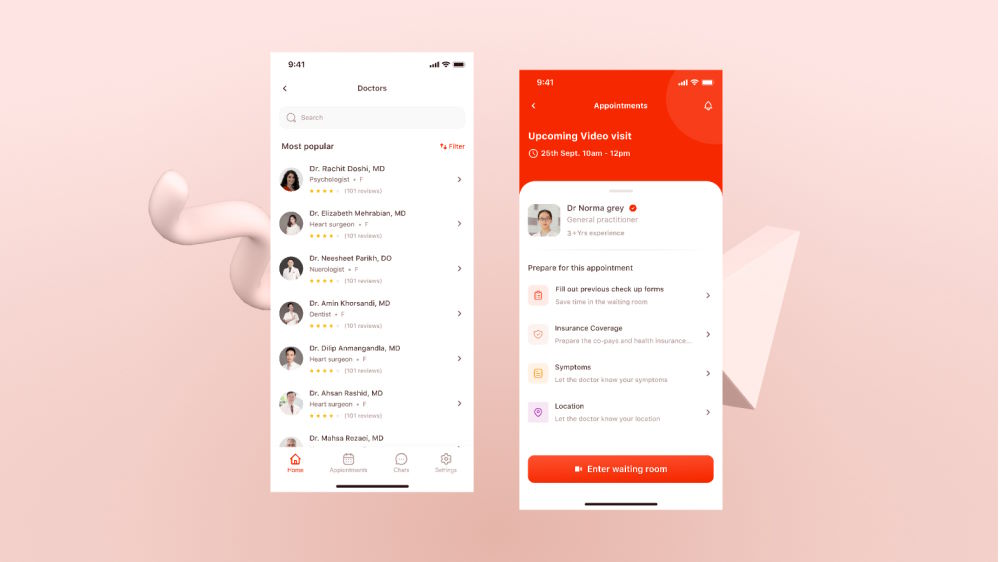 9:41
Doctors
Search
Most popular
Filter
Dr. Rachit Doshi, MD
Psychologist • F
(101 reviews)
Dr. Elizabeth Mehrabian, MD
Heart surgeon • F
(101 reviews)
Dr. Neesheet Parikh, DO
Nuerologist • F
(101 reviews)
Dr. Amin Khorsandi, MD
Dentist • F
(101 reviews)
Dr. Dilip Anmangandla, MD
Heart surgeon • F
(101 reviews)
Dr. Ahsan Rashid, MD
Heart surgeon • F
(101 reviews)
Dr. Mahsa Rezaei, MD
Home
Appointments
Chats
Settings
9:41
Appointments
Upcoming Video visit
25th Sept. 10am - 12pm
Dr Norma grey
General practitioner
3+Yrs experience
Prepare for this appointment
Fill out previous check up forms
Save time in the waiting room
Insurance Coverage
Prepare the co-pays and health insurance...
Symptoms
Let the doctor know your symptoms
Location
Let the doctor know your location
Enter waiting room